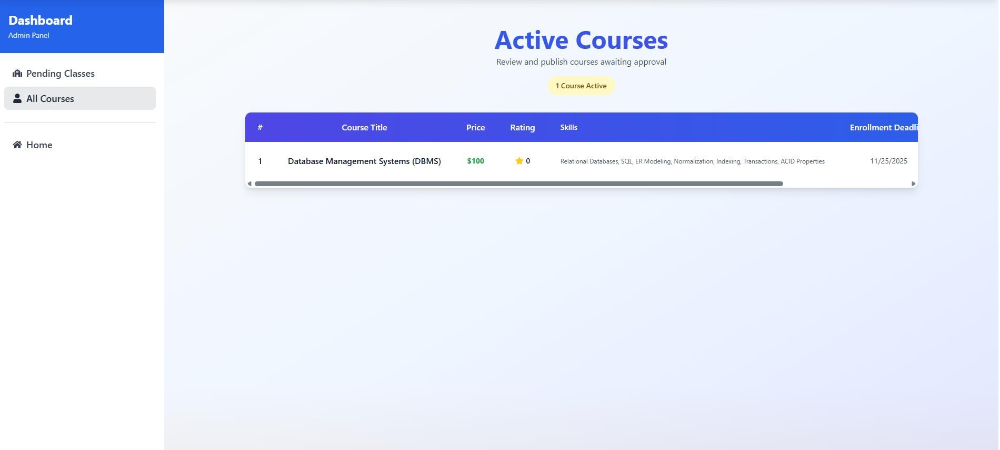 Dashboard
Admin Panel
Pending Classes
All Courses
Home
Active Courses
Review and publish courses awaiting approval
1 Course Active
# Course Title Price Rating Skills Enrollment Deadli
1 Database Management Systems (DBMS) $100 0 Relational Databases, SQL, ER Modeling, Normalization, Indexing, Transactions, ACID Properties 11/25/2025